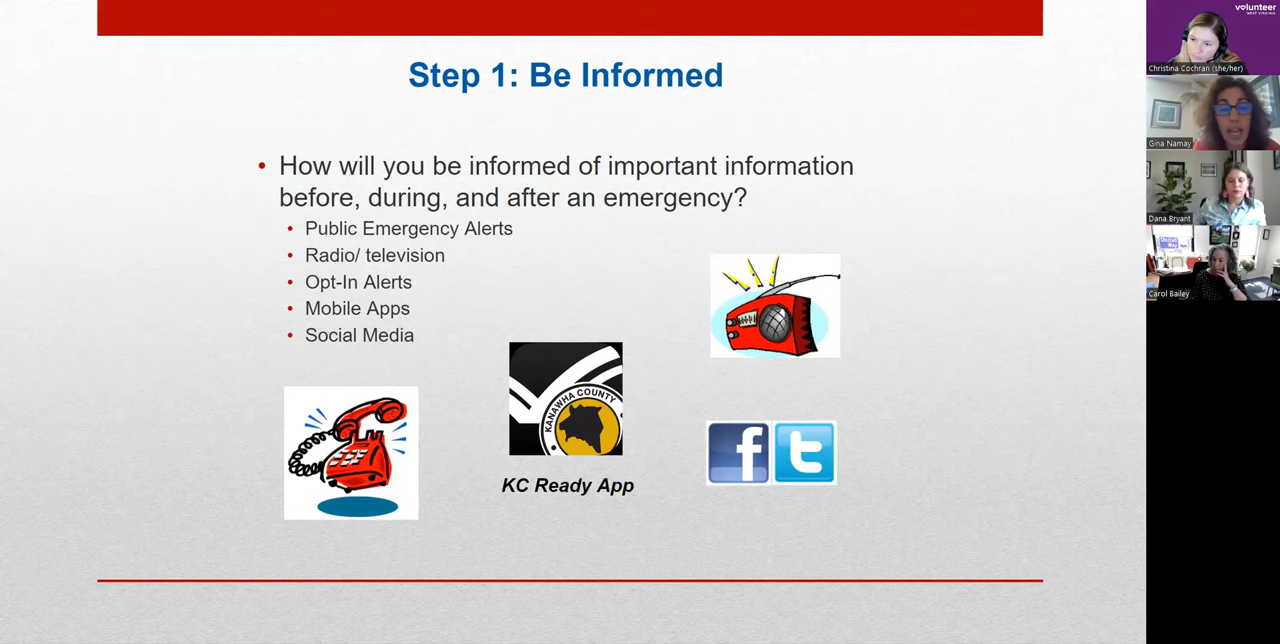 Step 1: Be Informed
• How will you be informed of important information
before, during, and after an emergency?
• Public Emergency Alerts
• Radio/ television
• Opt-In Alerts
• Mobile Apps
• Social Media
KANAWHA COUNTY
KC Ready App
f
t
volunteer
WEST VIRGINIA
Christina Cochran (she/her)
Gina Namay
Dana Bryant
United
Way
Carol Bailey